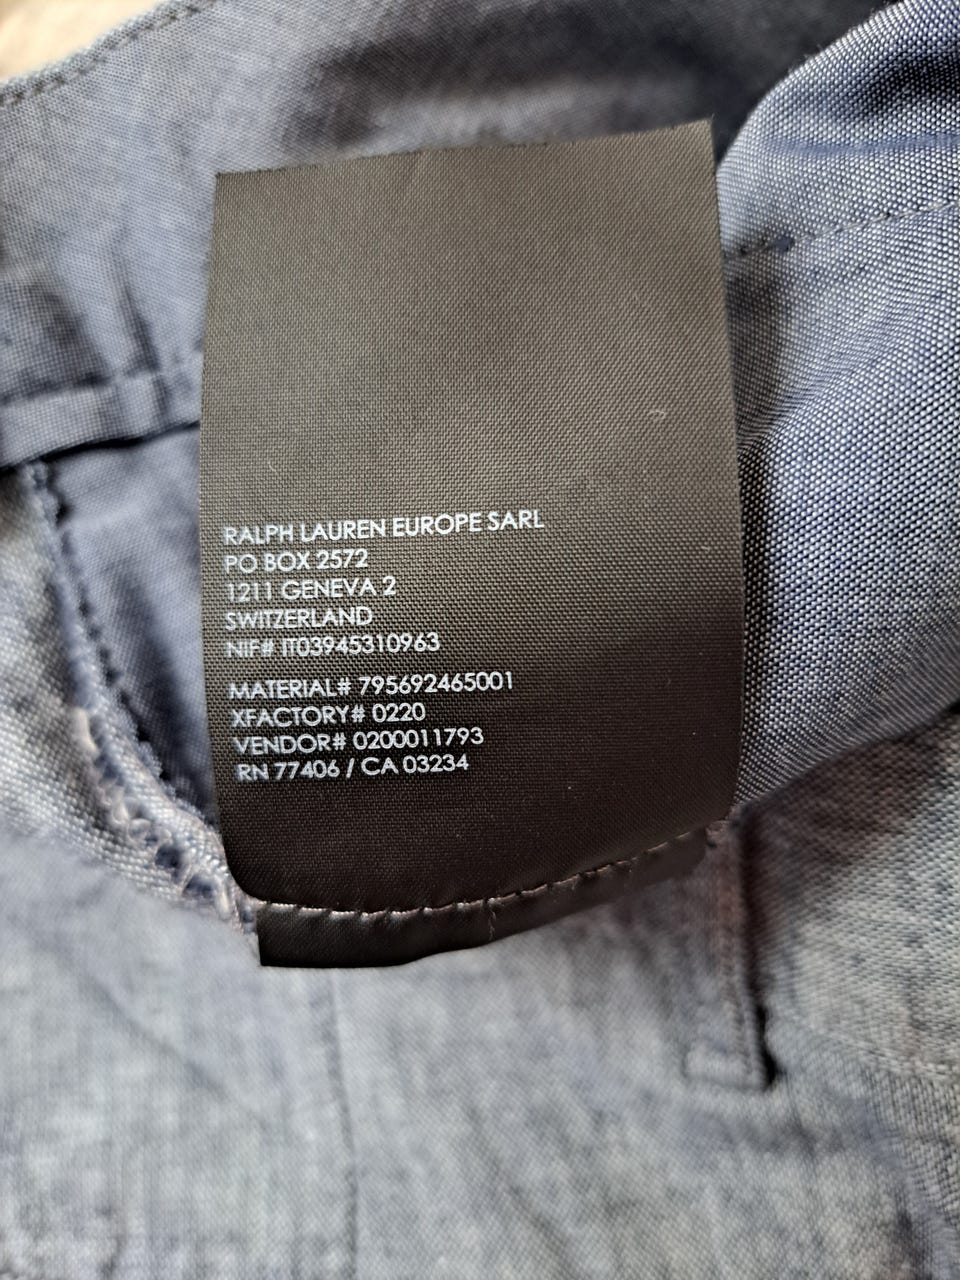 RALPH LAUREN EUROPE SARL
PO BOX 2572
1211 GENEVA 2
SWITZERLAND
NIF# IT03945310963
MATERIAL# 795692465001
XFACTORY# 0220
VENDOR# 0200011793
RN 77406 / CA 03234